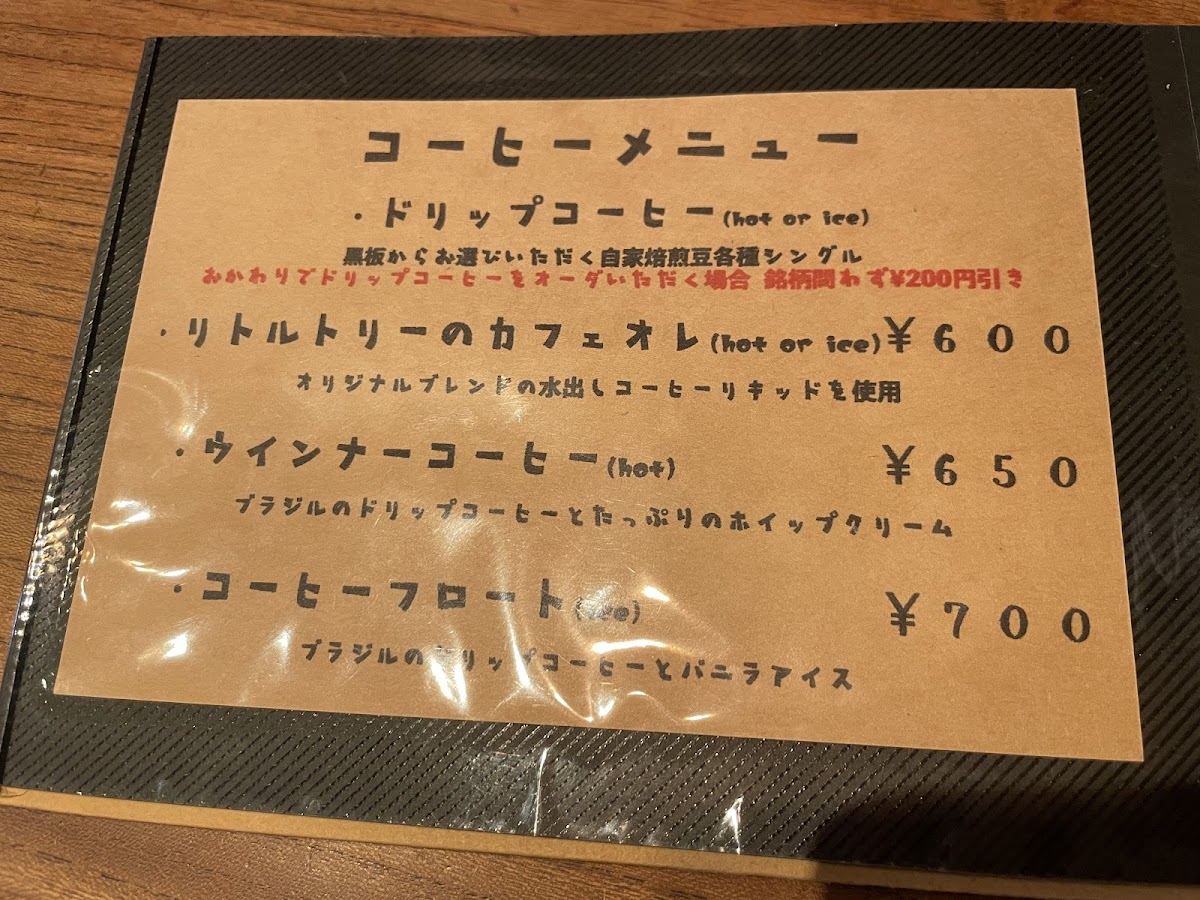 コーヒーメニュー
・ドリップコーヒー(hot or ice)
黒板からお選びいただく自家焙煎豆各種シングル
おかわりでドリップコーヒーをオーダいただく場合 銘柄問わず¥200円引き
・リトルトリーのカフェオレ(hot or ice)¥600
オリジナルブレンドの水出しコーヒーリキッドを使用
・ウインナーコーヒー(hot) ¥650
ブラジルのドリップコーヒーとたっぷりのホイップクリーム
・コーヒーフロート(ice) ¥700
ブラジルのドリップコーヒーとバニラアイス